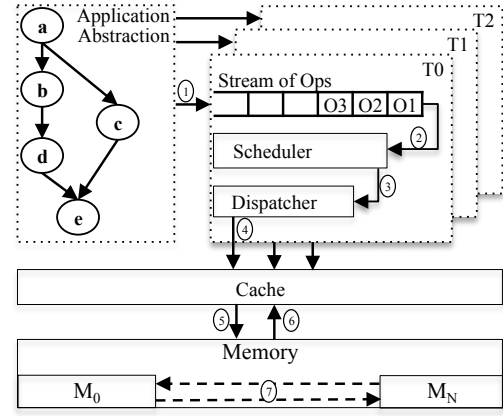 Application
Abstraction
T2
T1
T0
a
b
c
d
e
①
Stream of Ops
O3 O2 O1
②
Scheduler
③
Dispatcher
④
Cache
⑤ ⑥
Memory
M0 ⑦ MN